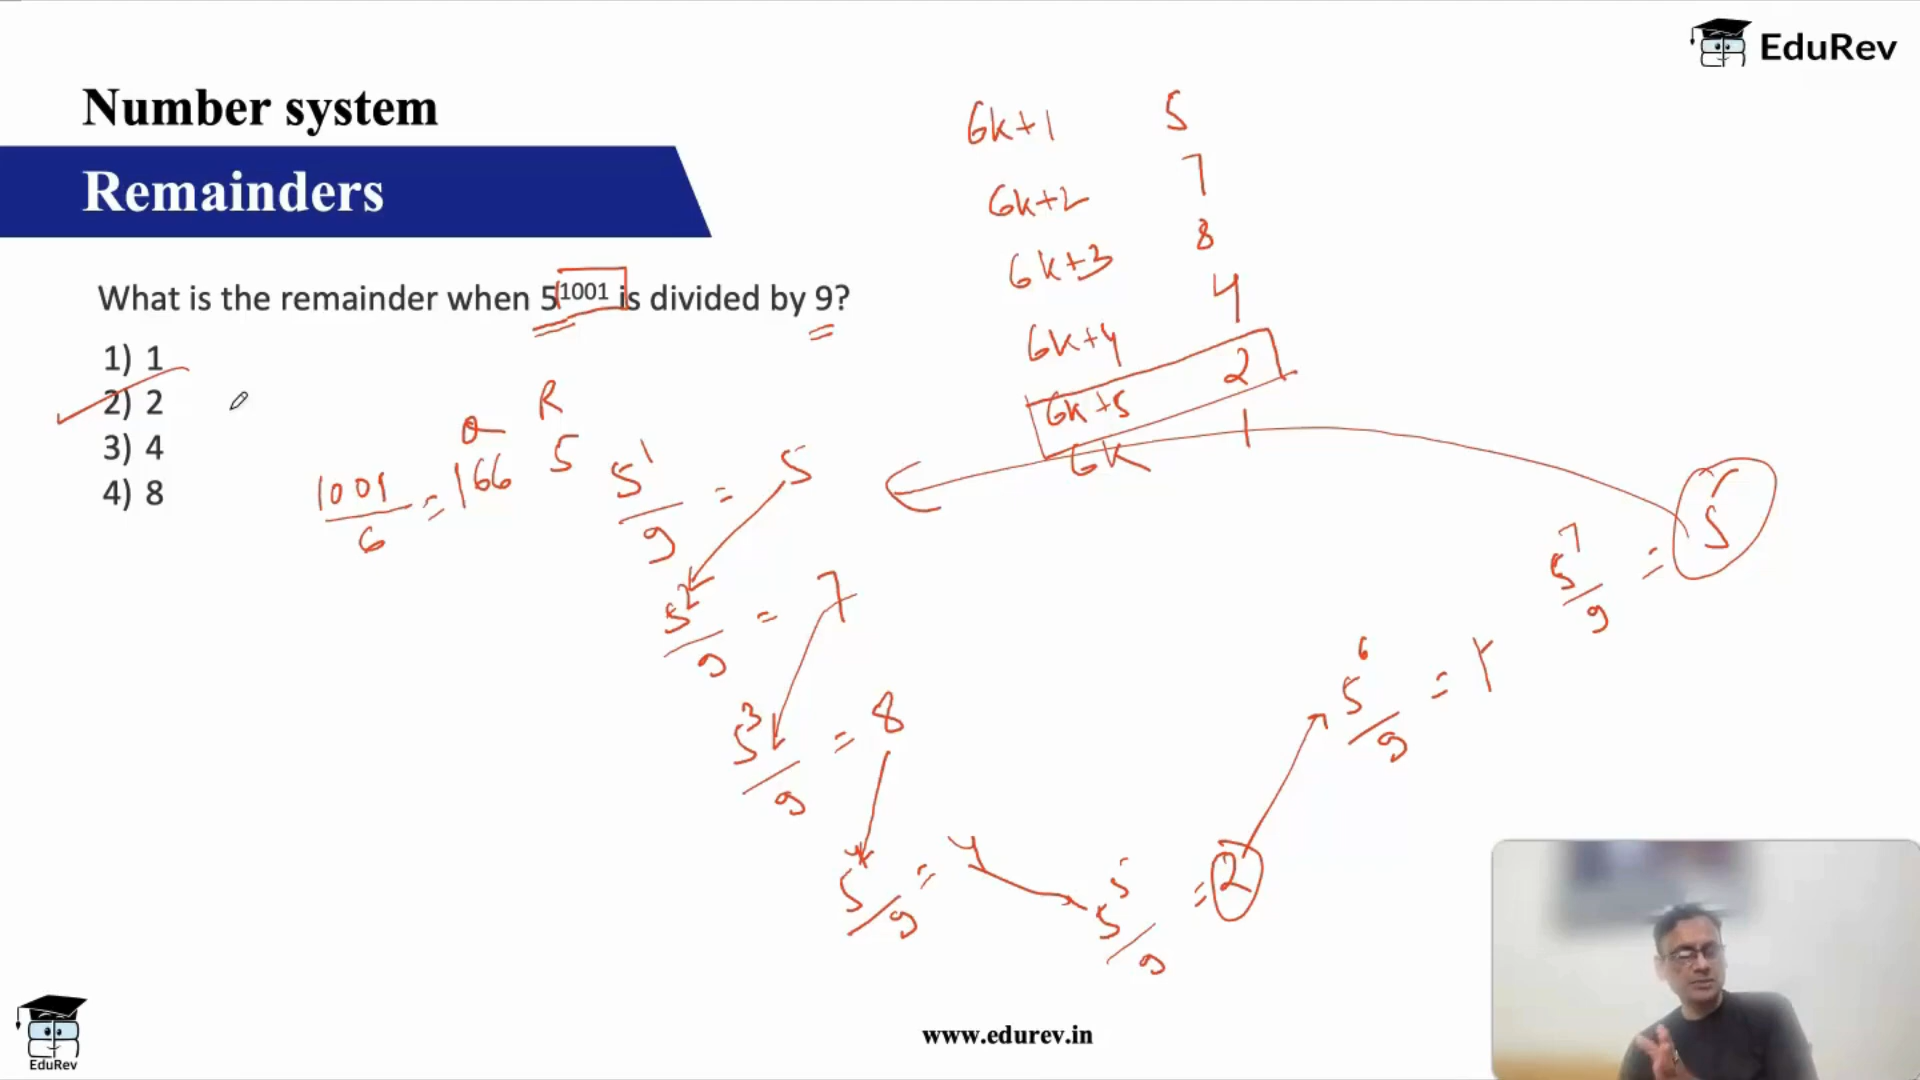 EduRev
Number system
Remainders
What is the remainder when 5^1001 is divided by 9?
1) 1
2) 2
3) 4
4) 8
6k+1 5
6k+2 7
6k+3 8
6k+4 4
6k+5 2
6k 1
Q R
1001/6 = 166 5
5^1/9 = 5
5^2/9 = 7
5^3/9 = 8
5^4/9 = 4
5^5/9 = 2
5^6/9 = 1
5^7/9 = 5
EduRev
www.edurev.in